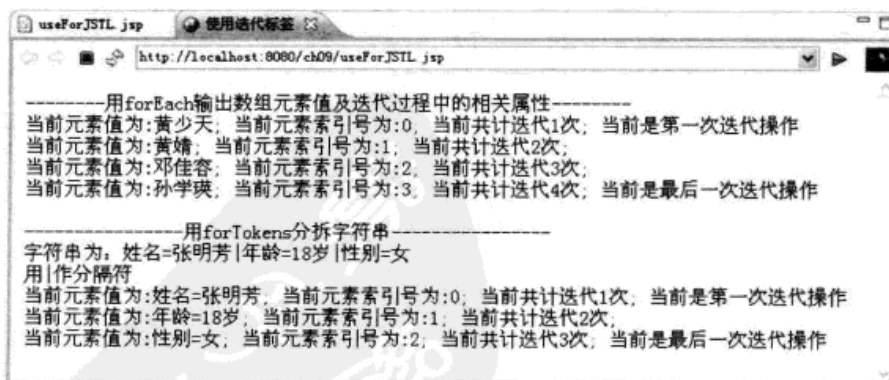 useForJSTL.jsp 使用迭代标签
http://localhost:8080/ch09/useForJSTL.jsp
--------用forEach输出数组元素值及迭代过程中的相关属性--------
当前元素值为:黄少天; 当前元素索引号为:0; 当前共计迭代1次; 当前是第一次迭代操作
当前元素值为:黄婧; 当前元素索引号为:1; 当前共计迭代2次;
当前元素值为:邓佳容; 当前元素索引号为:2; 当前共计迭代3次;
当前元素值为:孙学瑛; 当前元素索引号为:3; 当前共计迭代4次; 当前是最后一次迭代操作
----------------用forTokens分拆字符串----------------
字符串为: 姓名=张明芳|年龄=18岁|性别=女
用|作分隔符
当前元素值为:姓名=张明芳; 当前元素索引号为:0; 当前共计迭代1次; 当前是第一次迭代操作
当前元素值为:年龄=18岁; 当前元素索引号为:1; 当前共计迭代2次;
当前元素值为:性别=女; 当前元素索引号为:2; 当前共计迭代3次; 当前是最后一次迭代操作